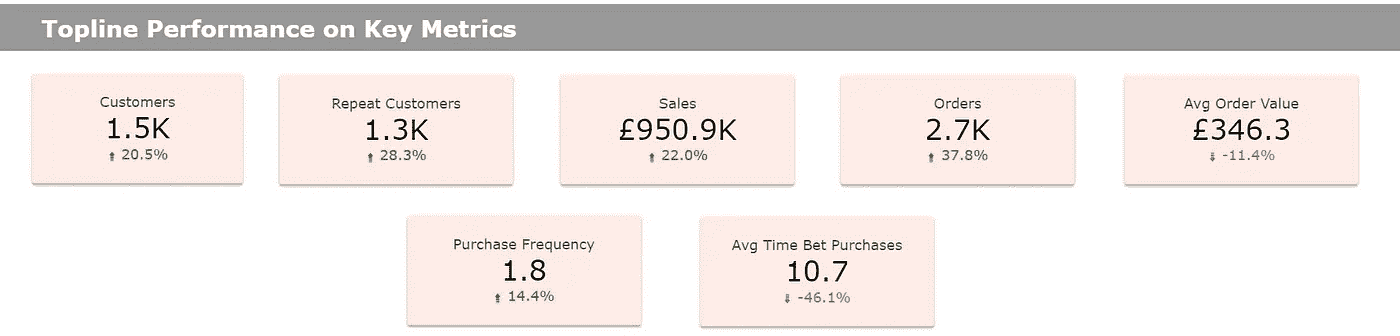 Topline Performance on Key Metrics
Customers
1.5K
⬆ 20.5%
Repeat Customers
1.3K
⬆ 28.3%
Sales
£950.9K
⬆ 22.0%
Orders
2.7K
⬆ 37.8%
Avg Order Value
£346.3
⬇ -11.4%
Purchase Frequency
1.8
⬆ 14.4%
Avg Time Bet Purchases
10.7
⬇ -46.1%